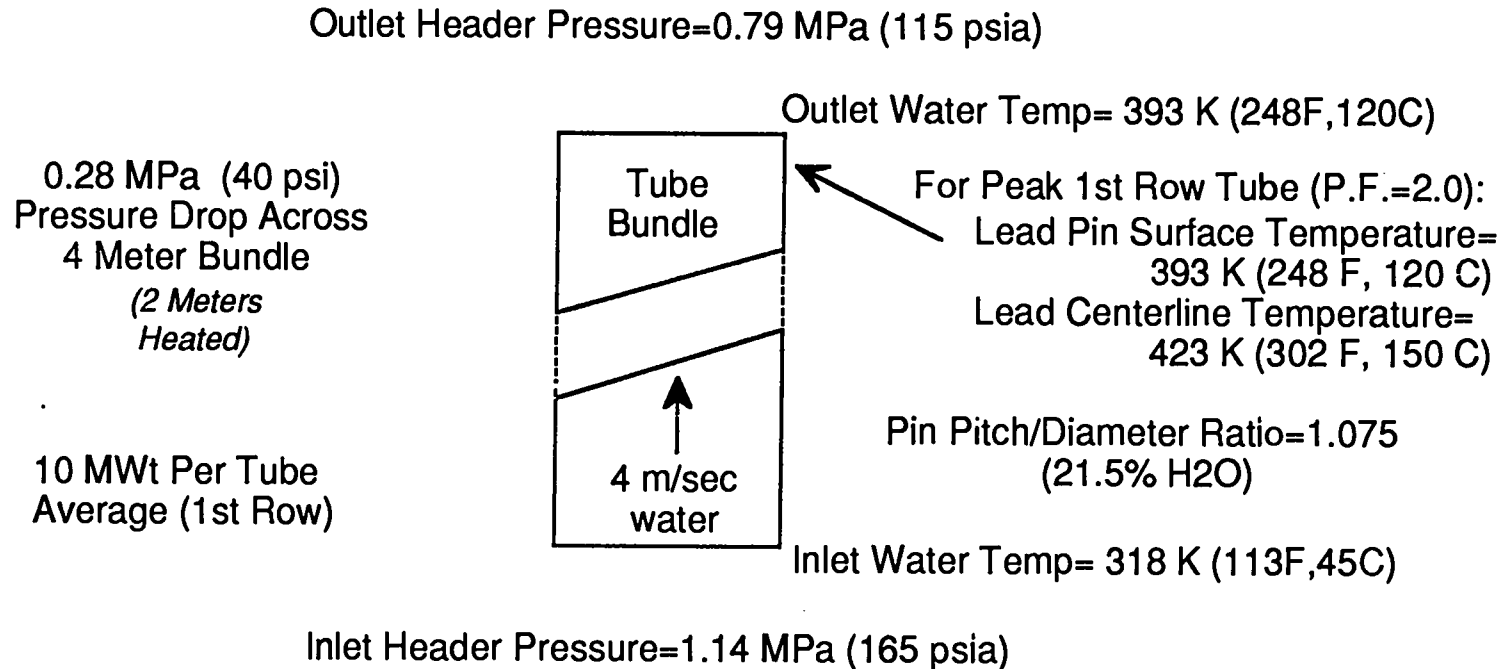 Outlet Header Pressure=0.79 MPa (115 psia)
Outlet Water Temp= 393 K (248F,120C)
0.28 MPa (40 psi)
Pressure Drop Across
4 Meter Bundle
(2 Meters
Heated)
Tube
Bundle
For Peak 1st Row Tube (P.F.=2.0):
Lead Pin Surface Temperature=
393 K (248 F, 120 C)
Lead Centerline Temperature=
423 K (302 F, 150 C)
10 MWt Per Tube
Average (1st Row)
4 m/sec
water
Pin Pitch/Diameter Ratio=1.075
(21.5% H2O)
Inlet Water Temp= 318 K (113F,45C)
Inlet Header Pressure=1.14 MPa (165 psia)